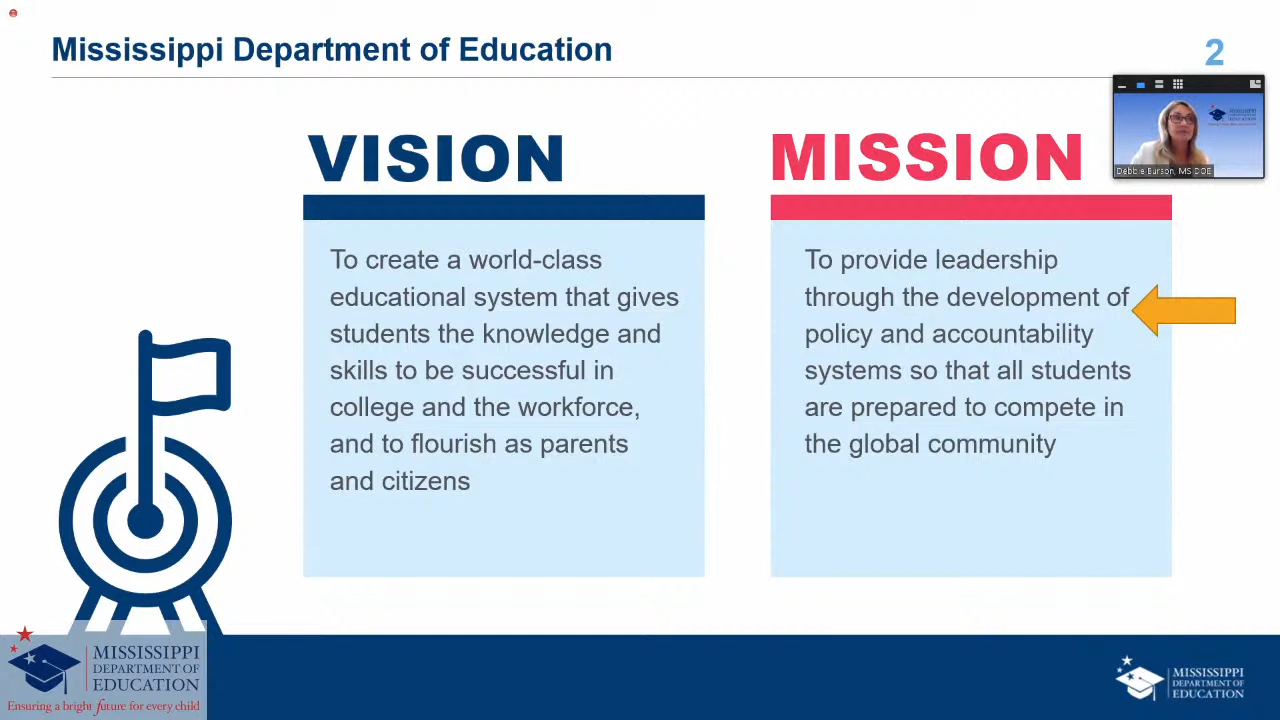 Mississippi Department of Education
2
VISION
To create a world-class
educational system that gives
students the knowledge and
skills to be successful in
college and the workforce,
and to flourish as parents
and citizens
MISSION
To provide leadership
through the development of
policy and accountability
systems so that all students
are prepared to compete in
the global community
Debbie Burson, MS DOE
MISSISSIPPI
DEPARTMENT OF
EDUCATION
Ensuring a bright future for every child
MISSISSIPPI
DEPARTMENT OF
EDUCATION